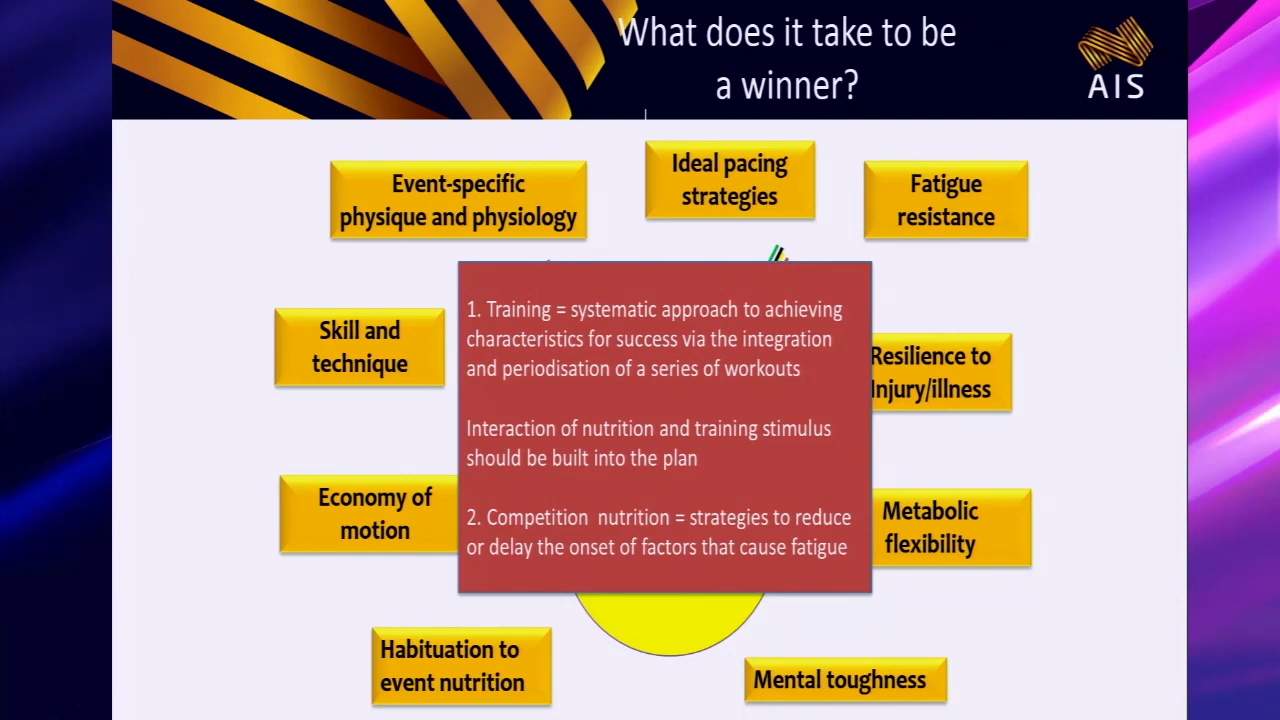 What does it take to be
a winner?
AIS
Ideal pacing
strategies
Event-specific
physique and physiology
Fatigue
resistance
Skill and
technique
1. Training = systematic approach to achieving
characteristics for success via the integration
and periodisation of a series of workouts
Interaction of nutrition and training stimulus
should be built into the plan
2. Competition nutrition = strategies to reduce
or delay the onset of factors that cause fatigue
Resilience to
Injury/illness
Economy of
motion
Metabolic
flexibility
Habituation to
event nutrition
Mental toughness